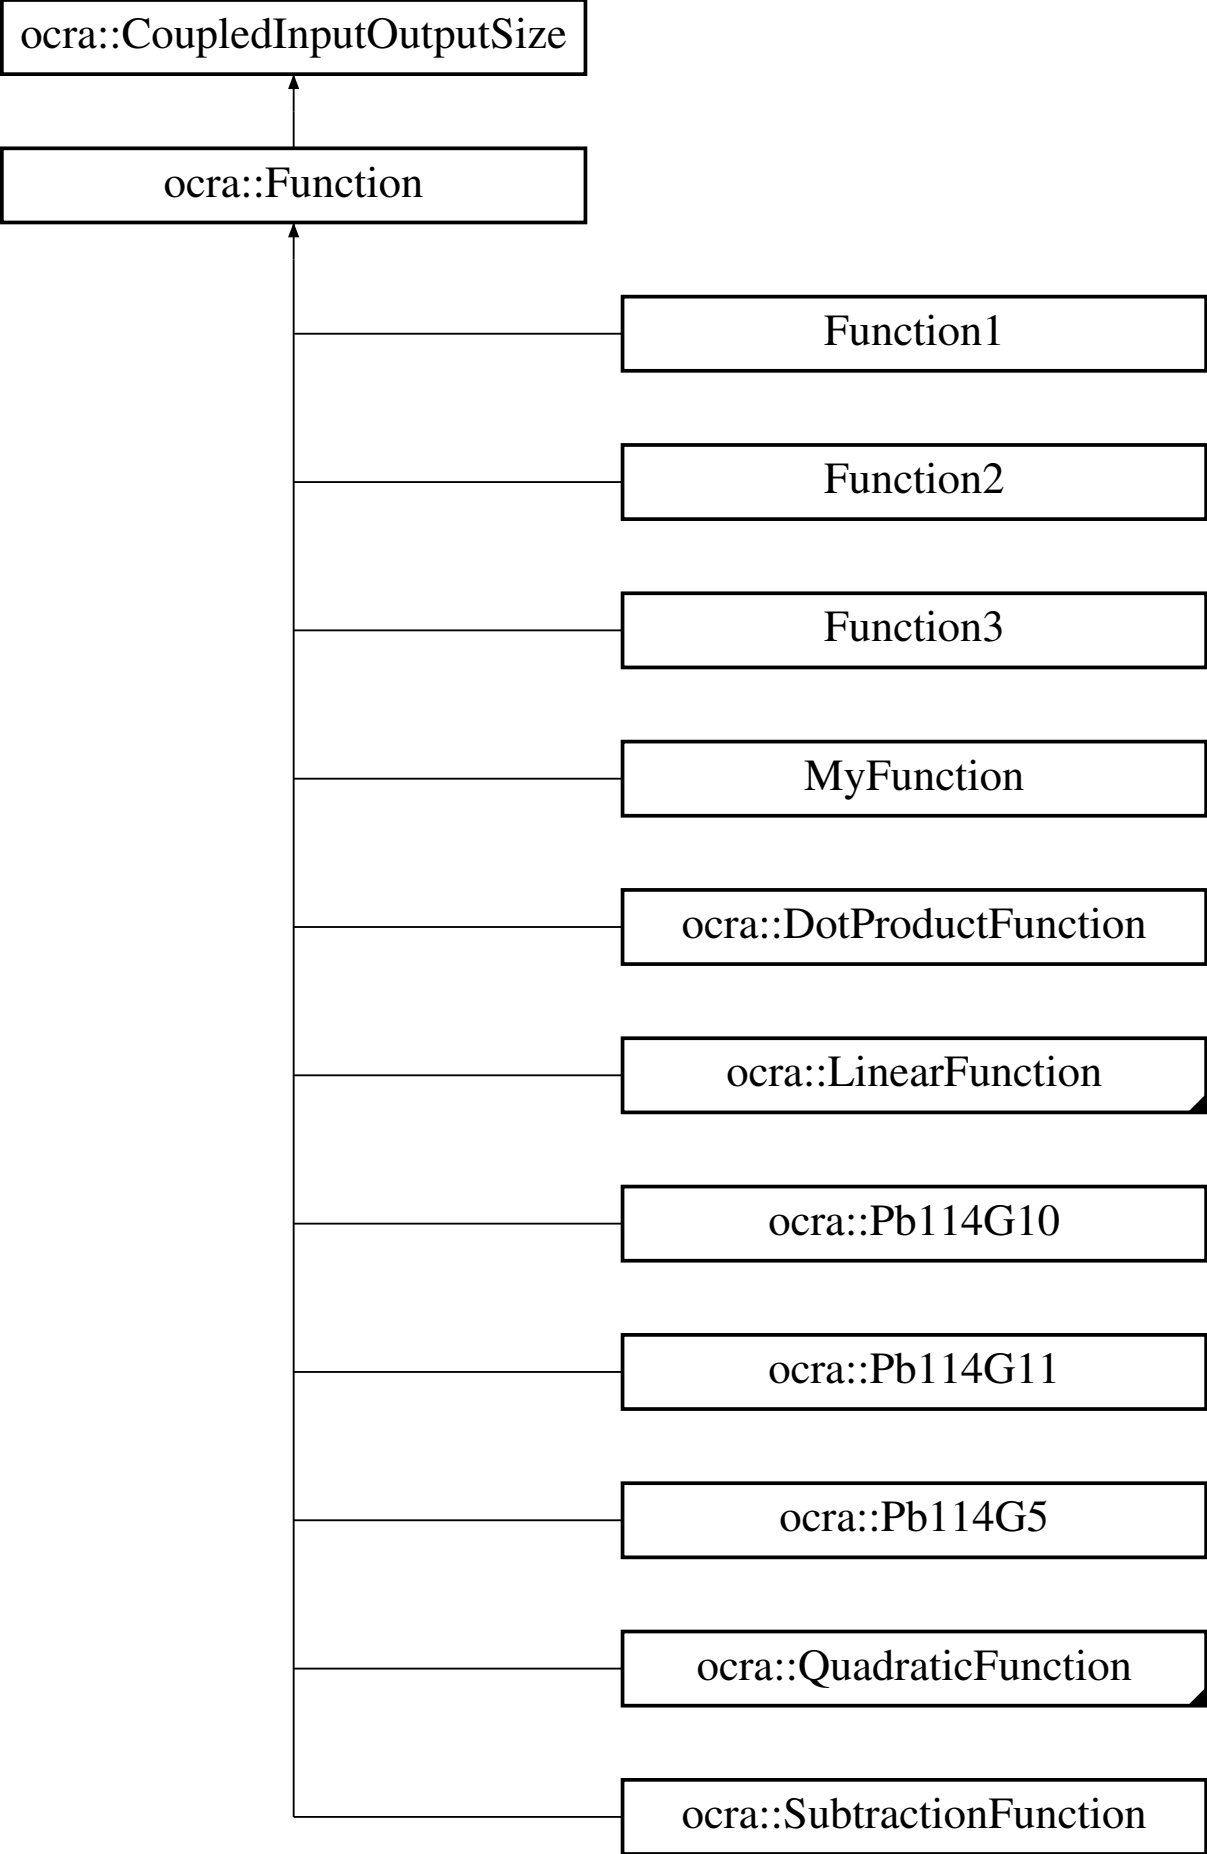 ocra::CoupledInputOutputSize
ocra::Function
Function1
Function2
Function3
MyFunction
ocra::DotProductFunction
ocra::LinearFunction
ocra::Pb114G10
ocra::Pb114G11
ocra::Pb114G5
ocra::QuadraticFunction
ocra::SubtractionFunction